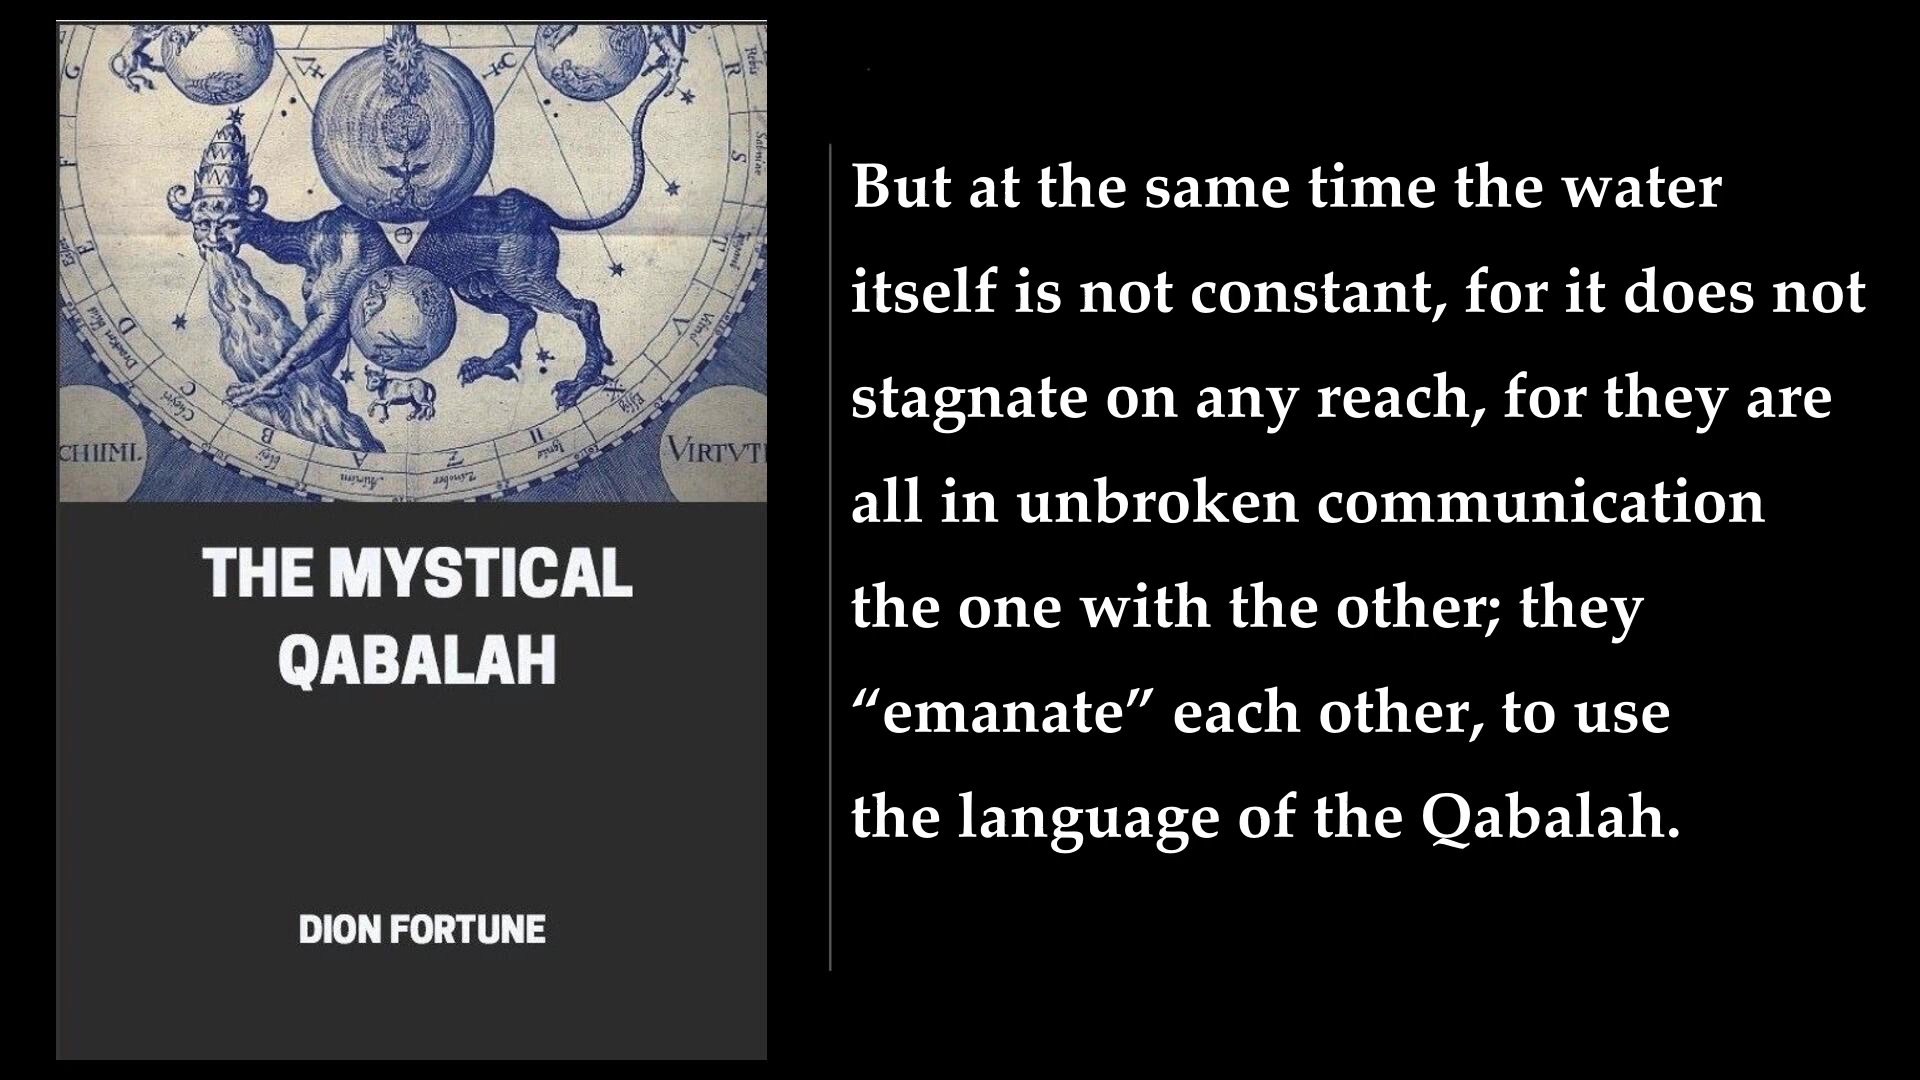 CHIIMI.
VIRTVTI
THE MYSTICAL
QABALAH
DION FORTUNE
But at the same time the water
itself is not constant, for it does not
stagnate on any reach, for they are
all in unbroken communication
the one with the other; they
“emanate” each other, to use
the language of the Qabalah.